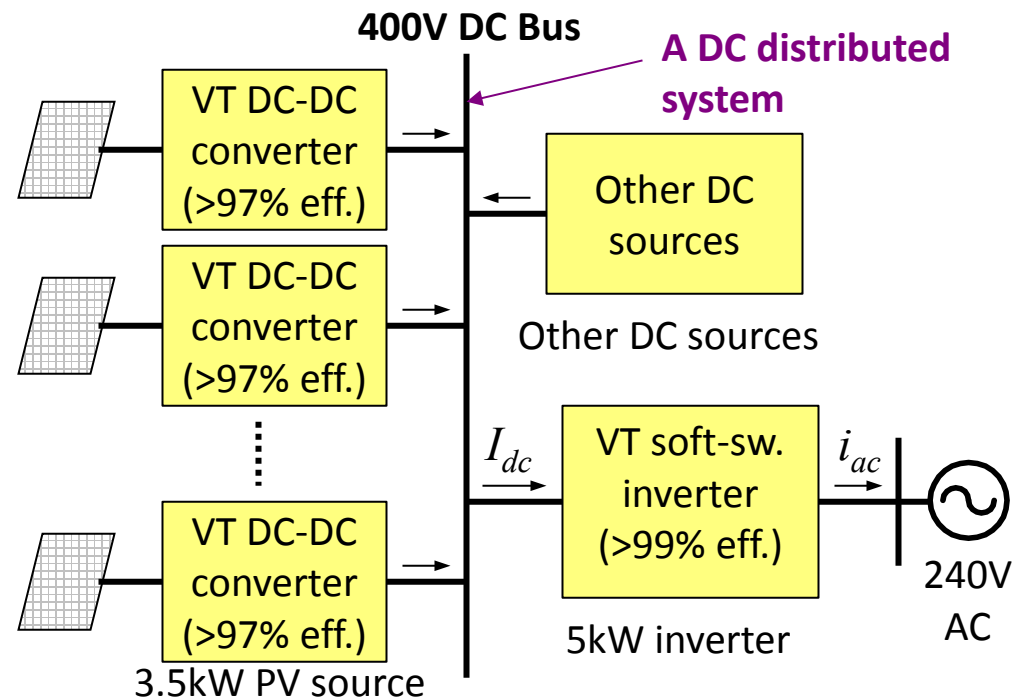 400V DC Bus
A DC distributed
system
VT DC-DC
converter
(>97% eff.)
Other DC
sources
Other DC sources
VT DC-DC
converter
(>97% eff.)
VT DC-DC
converter
(>97% eff.)
3.5kW PV source
I_dc
VT soft-sw.
inverter
(>99% eff.)
5kW inverter
i_ac
240V
AC